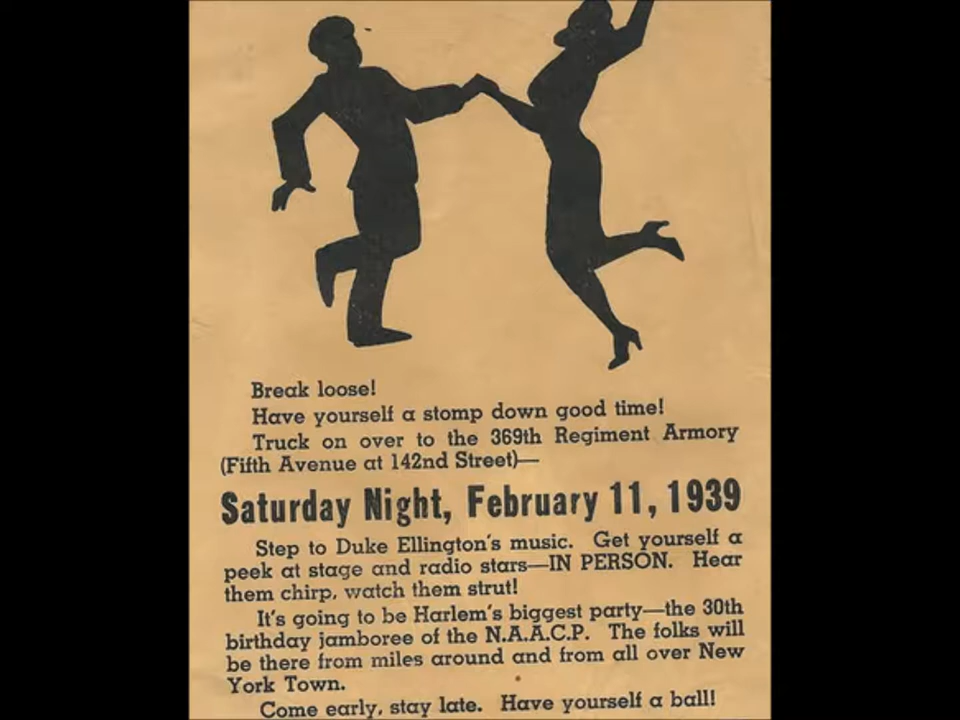 Break loose!
Have yourself a stomp down good time!
Truck on over to the 369th Regiment Armory
(Fifth Avenue at 142nd Street)—
Saturday Night, February 11, 1939
Step to Duke Ellington's music. Get yourself a
peek at stage and radio stars—IN PERSON. Hear
them chirp, watch them strut!
It's going to be Harlem's biggest party—the 30th
birthday jamboree of the N.A.A.C.P. The folks will
be there from miles around and from all over New
York Town.
Come early, stay late. Have yourself a ball!